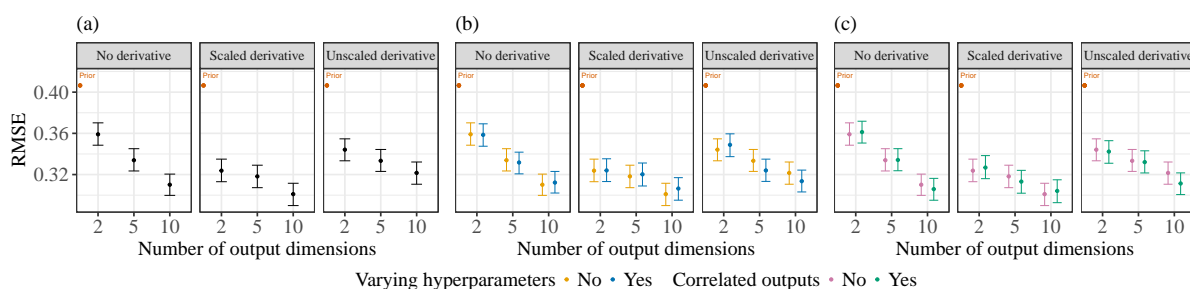 (a) (b) (c)
No derivative Scaled derivative Unscaled derivative No derivative Scaled derivative Unscaled derivative No derivative Scaled derivative Unscaled derivative
Prior Prior Prior Prior Prior Prior Prior Prior Prior
RMSE
0.40
0.36
0.32
2 5 10 2 5 10 2 5 10 2 5 10 2 5 10 2 5 10 2 5 10 2 5 10 2 5 10
Number of output dimensions Number of output dimensions Number of output dimensions
Varying hyperparameters No Yes Correlated outputs No Yes